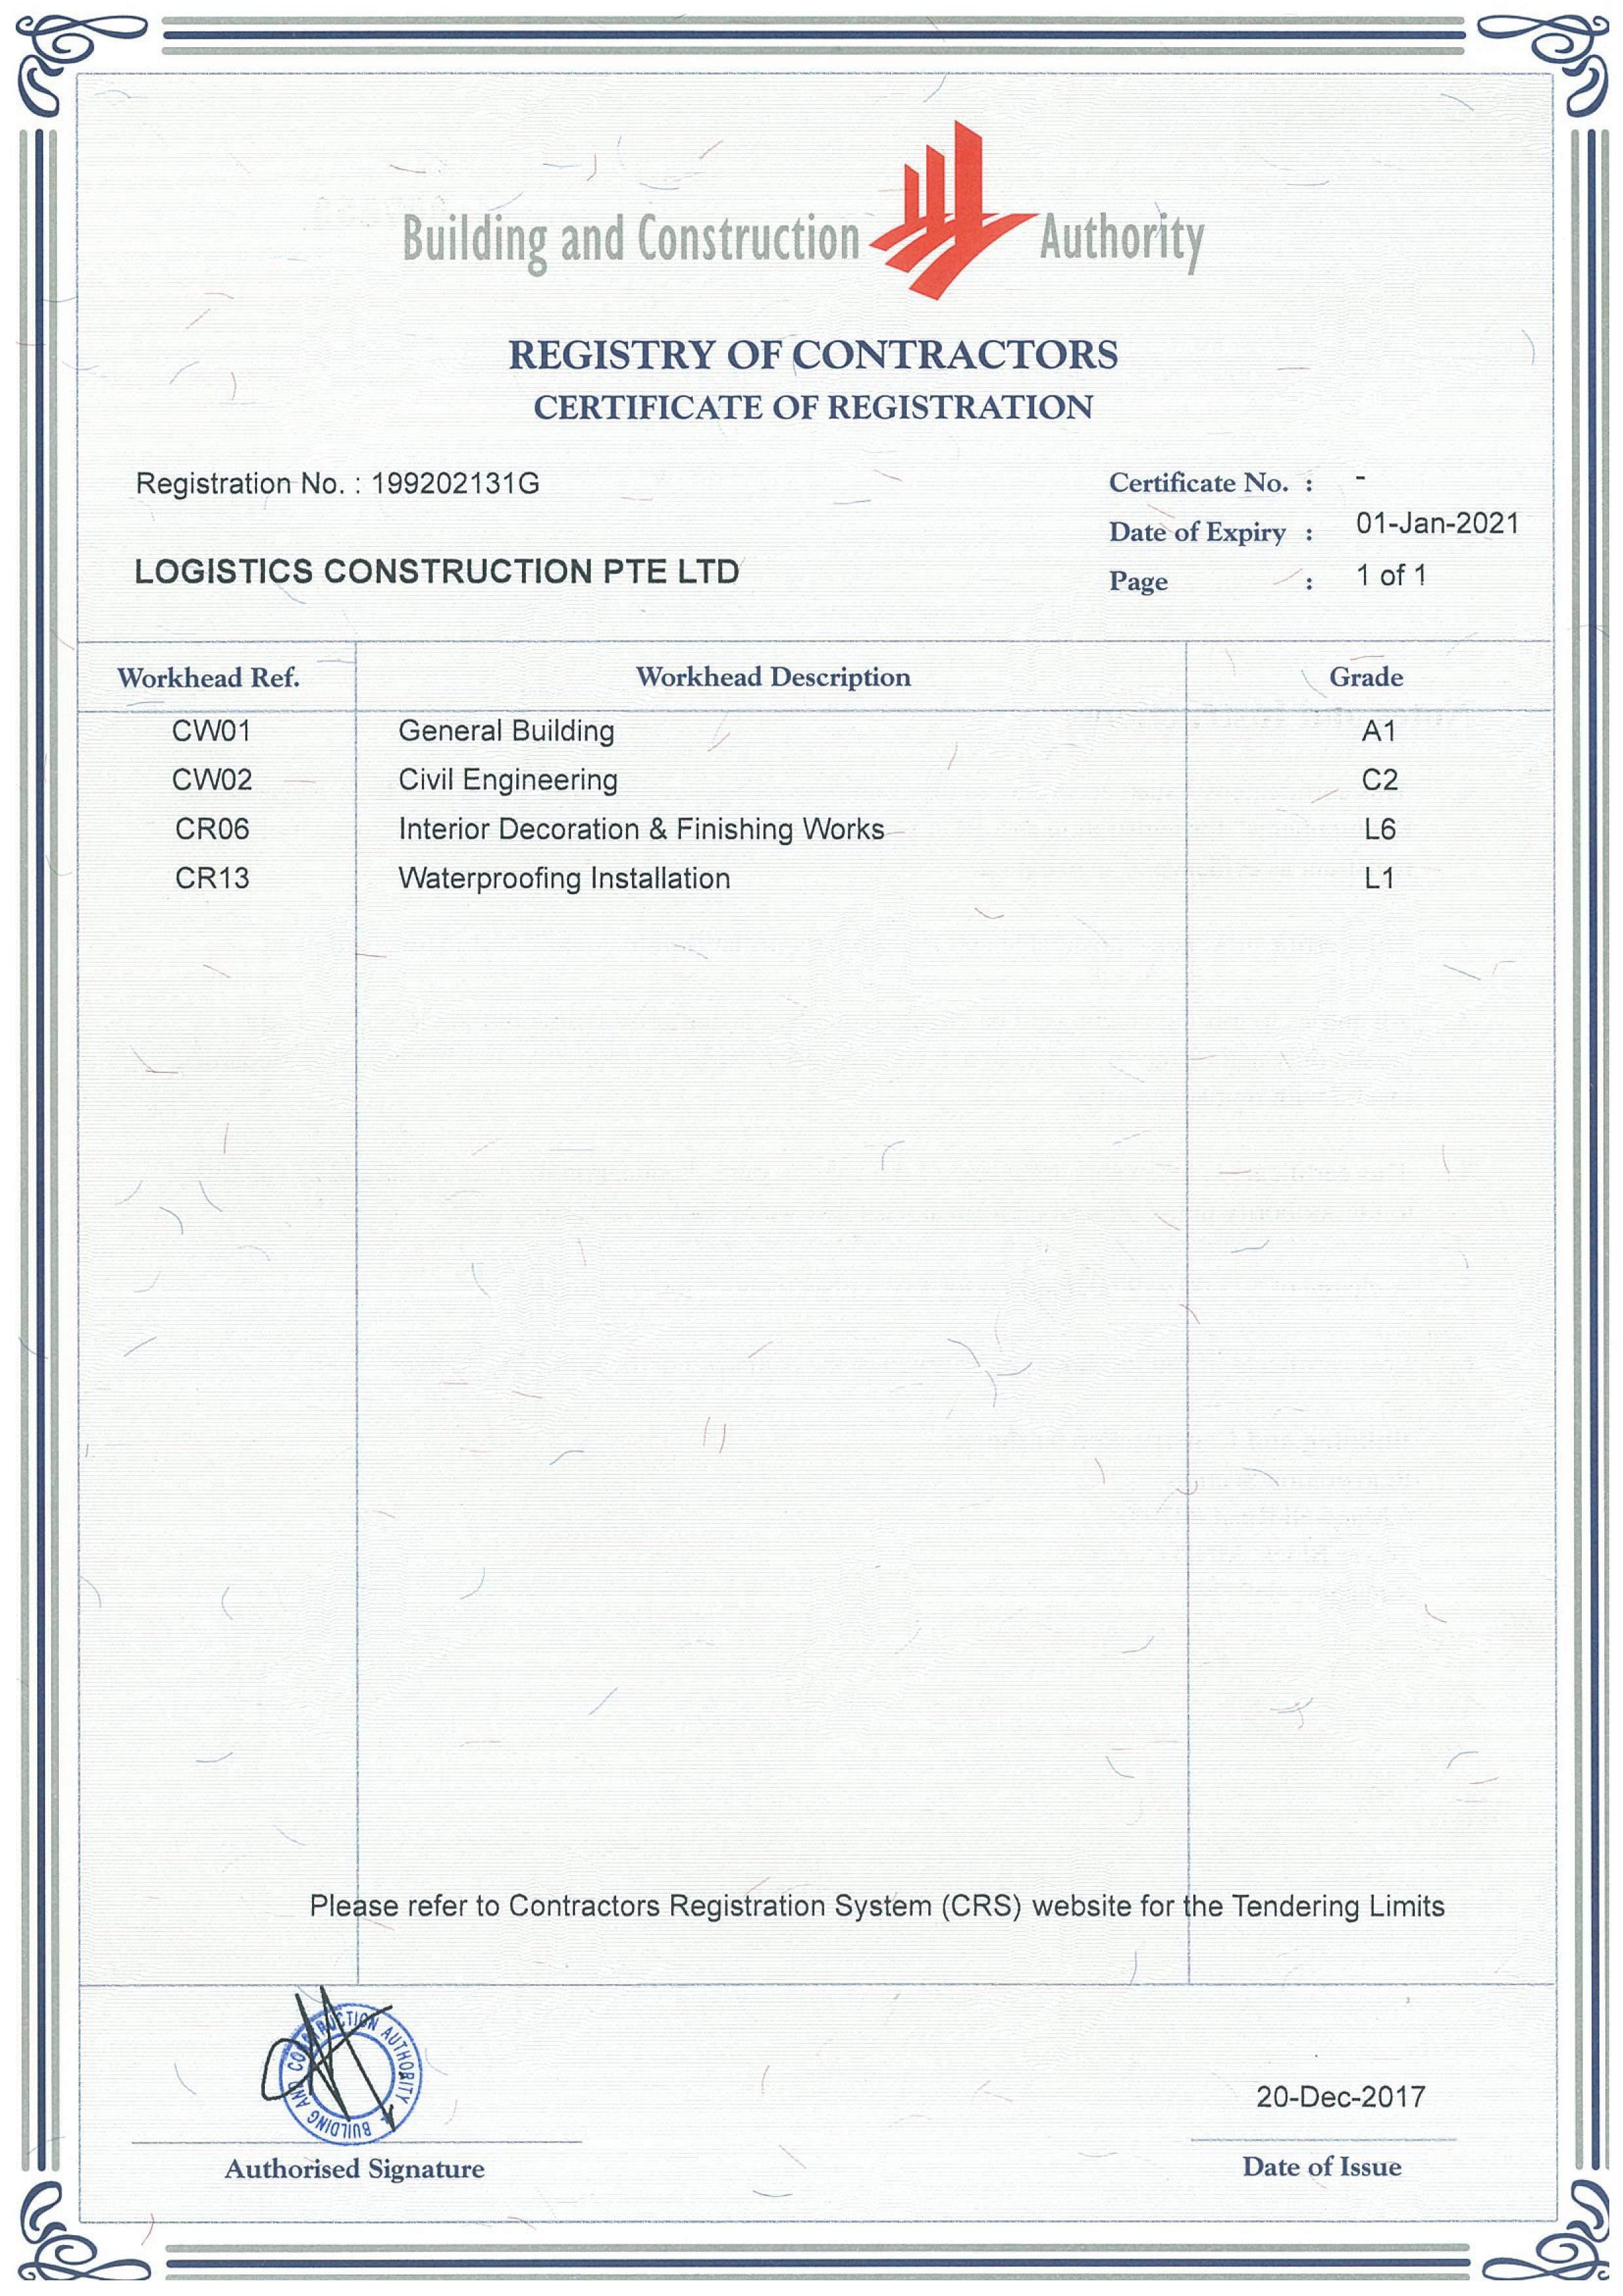 Building and Construction Authority
REGISTRY OF CONTRACTORS
CERTIFICATE OF REGISTRATION
Registration No. : 199202131G
Certificate No. : -
Date of Expiry : 01-Jan-2021
LOGISTICS CONSTRUCTION PTE LTD
Page : 1 of 1
Workhead Ref. Workhead Description Grade
CW01 General Building A1
CW02 Civil Engineering C2
CR06 Interior Decoration & Finishing Works L6
CR13 Waterproofing Installation L1
Please refer to Contractors Registration System (CRS) website for the Tendering Limits
BUILDING AND CONSTRUCTION AUTHORITY
20-Dec-2017
Authorised Signature
Date of Issue